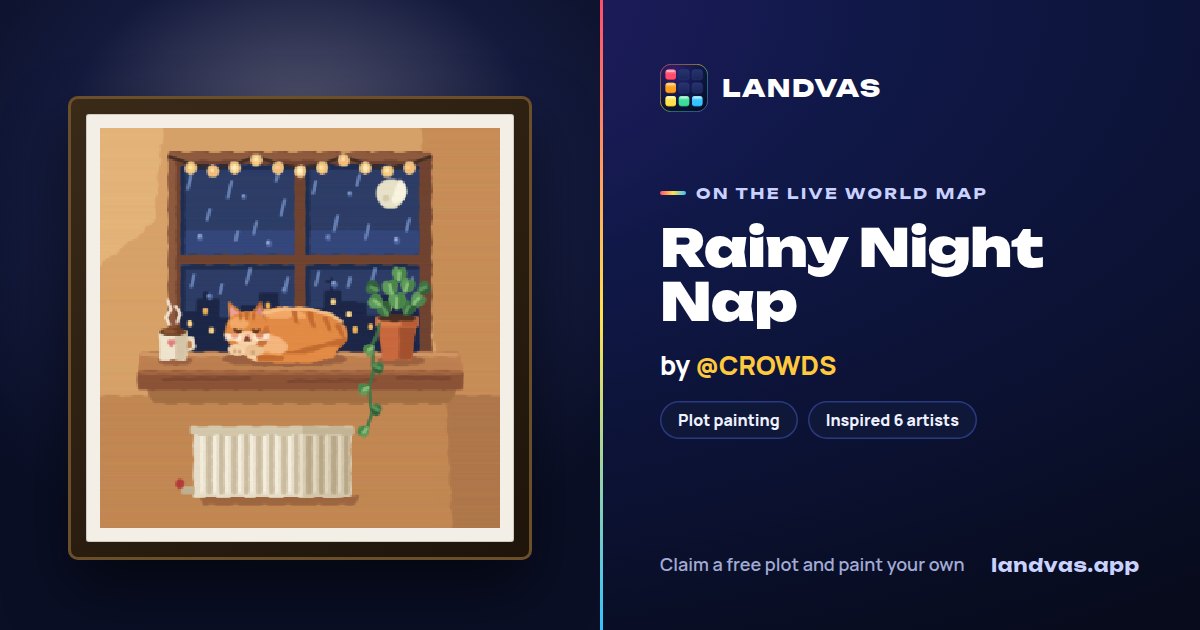 LANDVAS
ON THE LIVE WORLD MAP
Rainy Night
Nap
by @CROWDS
Plot painting
Inspired 6 artists
Claim a free plot and paint your own
landvas.app